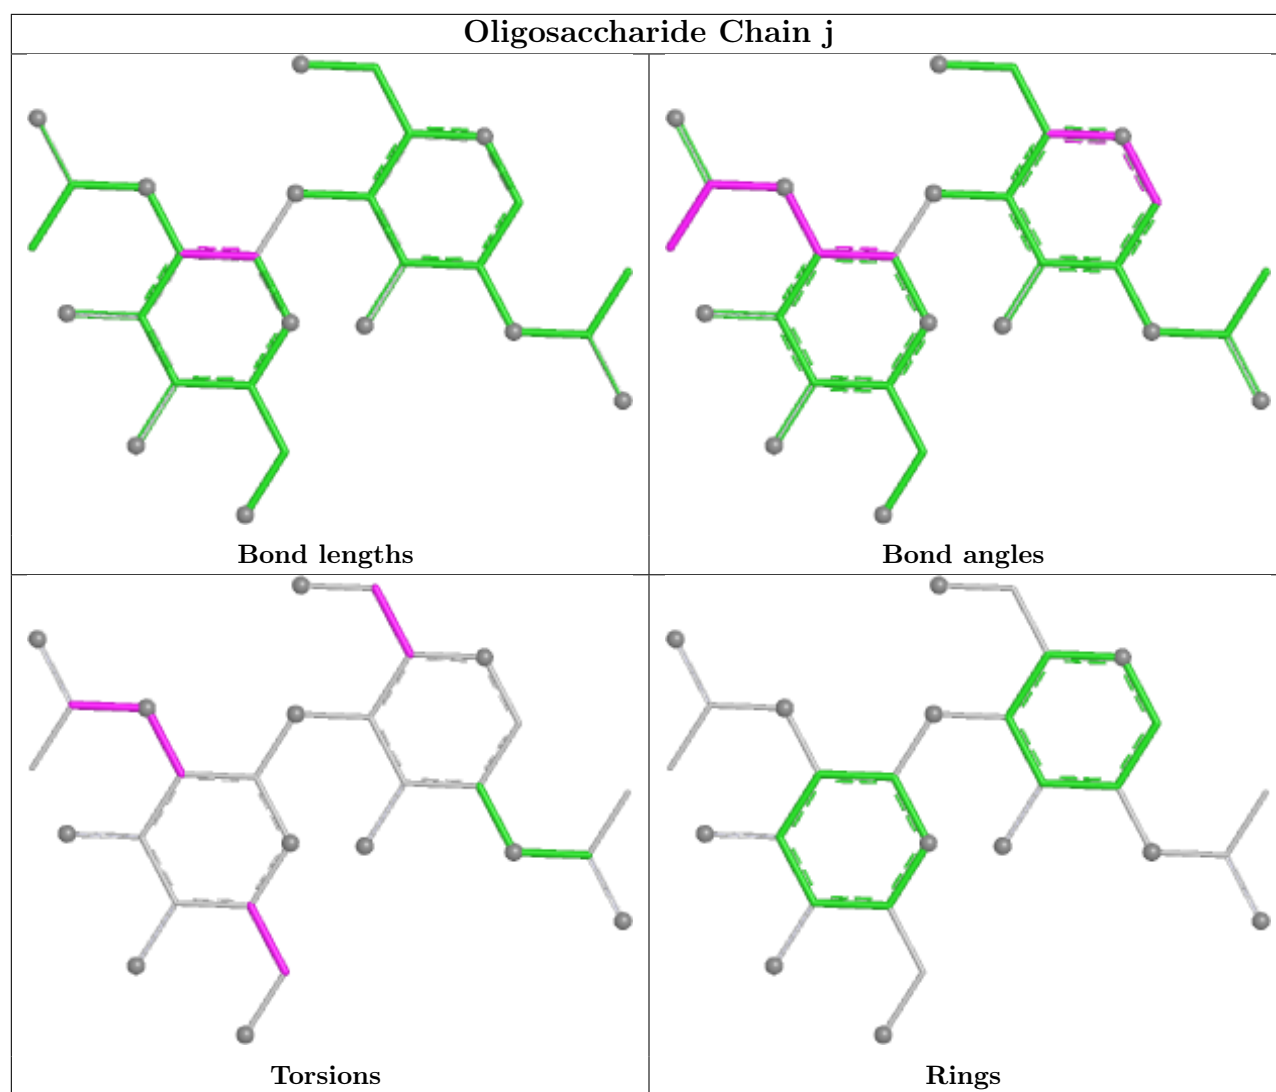 Oligosaccharide Chain j
Bond lengths
Bond angles
Torsions
Rings